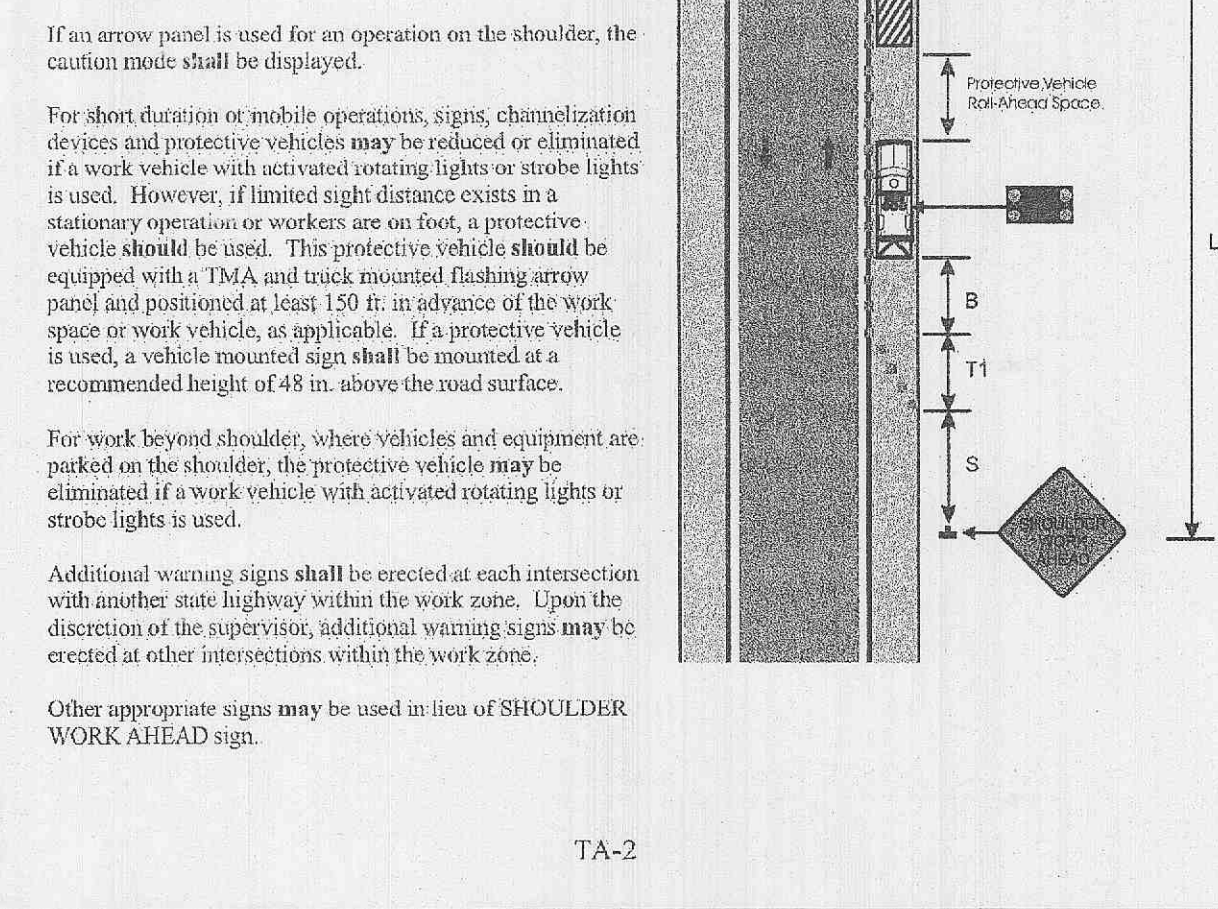 If an arrow panel is used for an operation on the shoulder, the
caution mode shall be displayed.
For short duration or mobile operations, signs, channelization
devices and protective vehicles may be reduced or eliminated
if a work vehicle with activated rotating lights or strobe lights
is used. However, if limited sight distance exists in a
stationary operation or workers are on foot, a protective
vehicle should be used. This protective vehicle should be
equipped with a TMA and truck mounted flashing arrow
panel and positioned at least 150 ft. in advance of the work
space or work vehicle, as applicable. If a protective vehicle
is used, a vehicle mounted sign shall be mounted at a
recommended height of 48 in. above the road surface.
For work beyond shoulder, where vehicles and equipment are
parked on the shoulder, the protective vehicle may be
eliminated if a work vehicle with activated rotating lights or
strobe lights is used.
Additional warning signs shall be erected at each intersection
with another state highway within the work zone. Upon the
discretion of the supervisor, additional warning signs may be
erected at other intersections within the work zone.
Other appropriate signs may be used in lieu of SHOULDER
WORK AHEAD sign.
Protective Vehicle
Roll-Ahead Space
L
B
T1
S
SHOULDER
WORK
AHEAD
TA-2